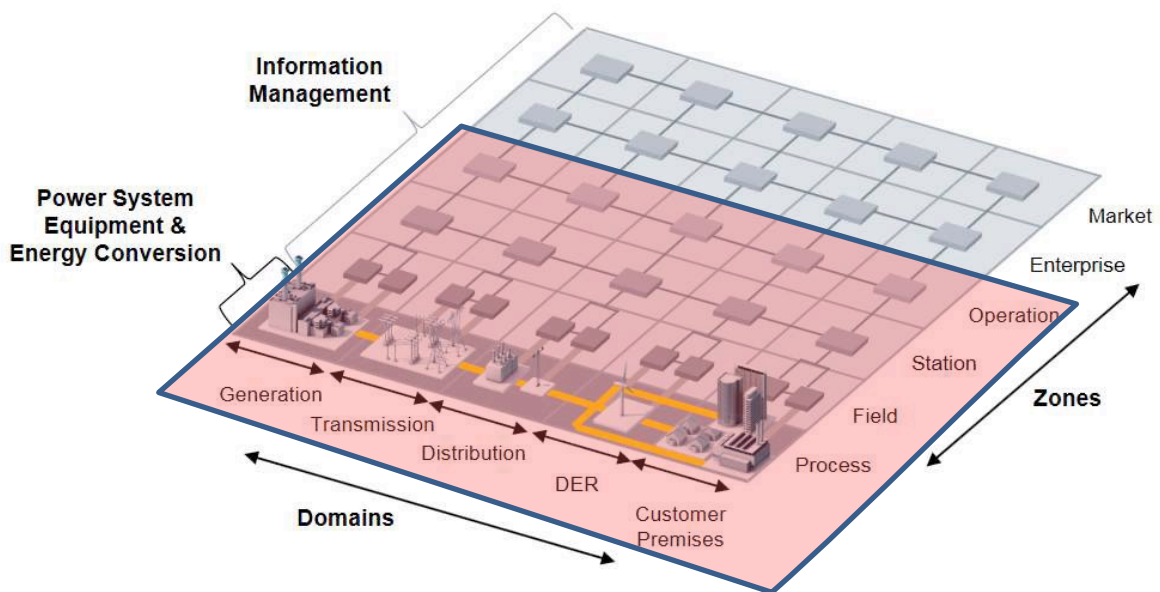 Information
Management
Power System
Equipment &
Energy Conversion
Market
Enterprise
Operation
Station
Field
Process
Zones
Generation
Transmission
Distribution
DER
Customer
Premises
Domains